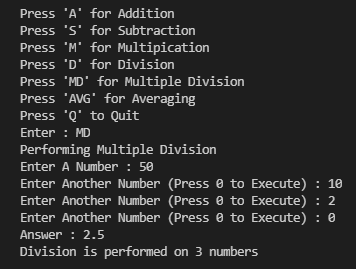 Press 'A' for Addition
Press 'S' for Subtraction
Press 'M' for Multipication
Press 'D' for Division
Press 'MD' for Multiple Division
Press 'AVG' for Averaging
Press 'Q' to Quit
Enter : MD
Performing Multiple Division
Enter A Number : 50
Enter Another Number (Press 0 to Execute) : 10
Enter Another Number (Press 0 to Execute) : 2
Enter Another Number (Press 0 to Execute) : 0
Answer : 2.5
Division is performed on 3 numbers